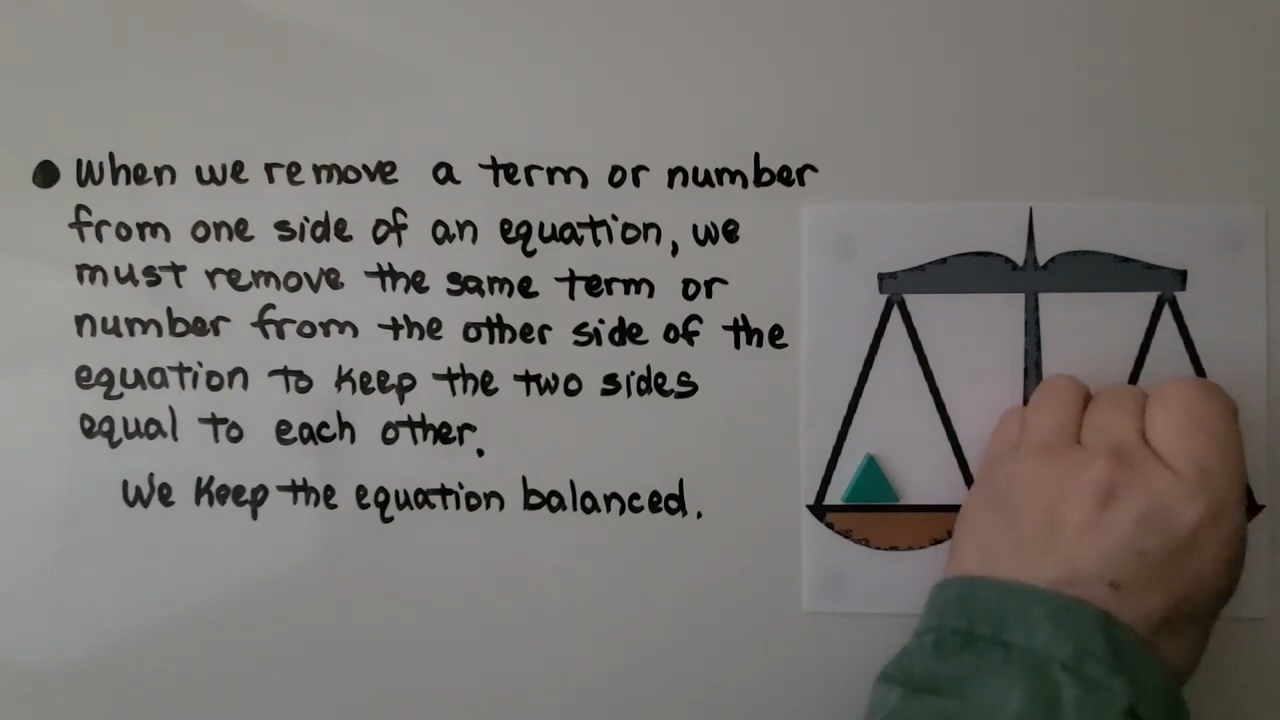 ● When we remove a term or number
from one side of an equation, we
must remove the same term or
number from the other side of the
equation to keep the two sides
equal to each other.
We keep the equation balanced.